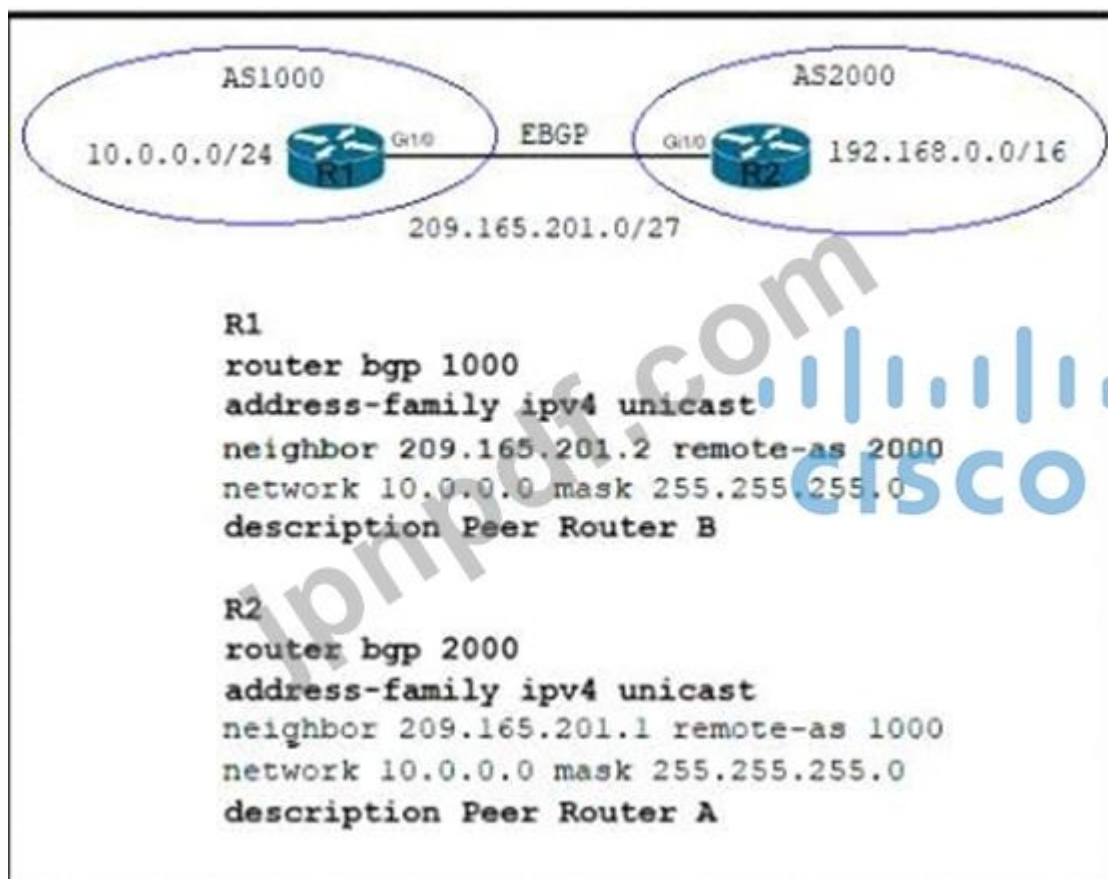 AS1000
AS2000
10.0.0.0/24
R1
Gi1/0
EBGP
Gi1/0
R2
192.168.0.0/16
209.165.201.0/27
R1
router bgp 1000
address-family ipv4 unicast
neighbor 209.165.201.2 remote-as 2000
network 10.0.0.0 mask 255.255.255.0
description Peer Router B
R2
router bgp 2000
address-family ipv4 unicast
neighbor 209.165.201.1 remote-as 1000
network 10.0.0.0 mask 255.255.255.0
description Peer Router A
jpnpdf.com
CISCO